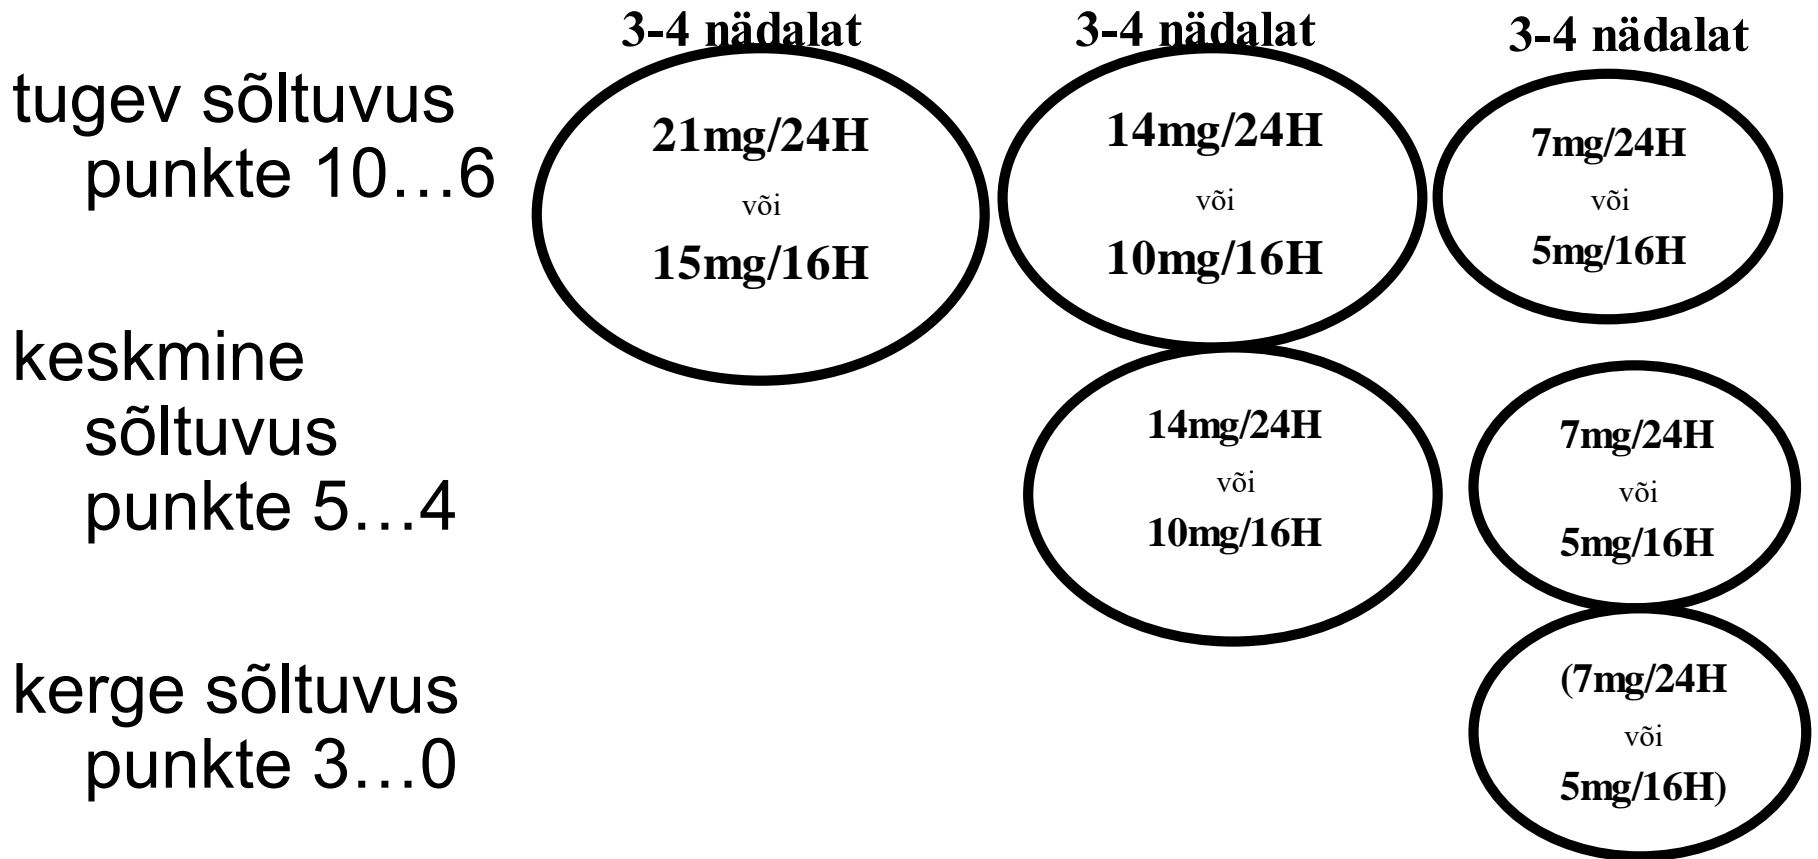 3-4 nädalat 3-4 nädalat 3-4 nädalat
tugev sõltuvus
punkte 10…6
21mg/24H
või
15mg/16H
14mg/24H
või
10mg/16H
7mg/24H
või
5mg/16H
keskmine
sõltuvus
punkte 5…4
14mg/24H
või
10mg/16H
7mg/24H
või
5mg/16H
kerge sõltuvus
punkte 3…0
(7mg/24H
või
5mg/16H)